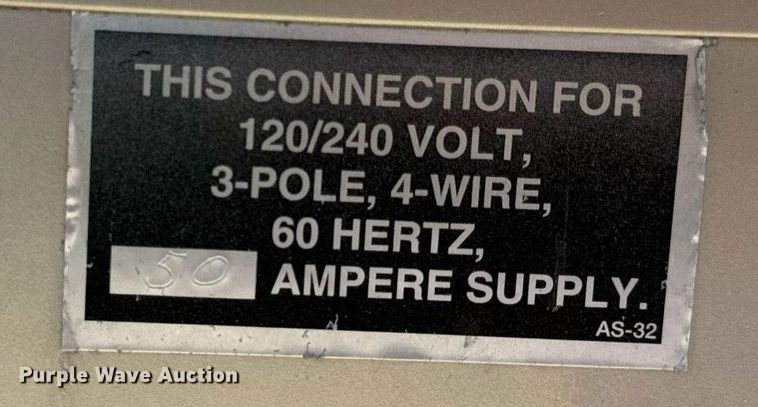 THIS CONNECTION FOR
120/240 VOLT,
3-POLE, 4-WIRE,
60 HERTZ,
50 AMPERE SUPPLY.
AS-32
Purple Wave Auction